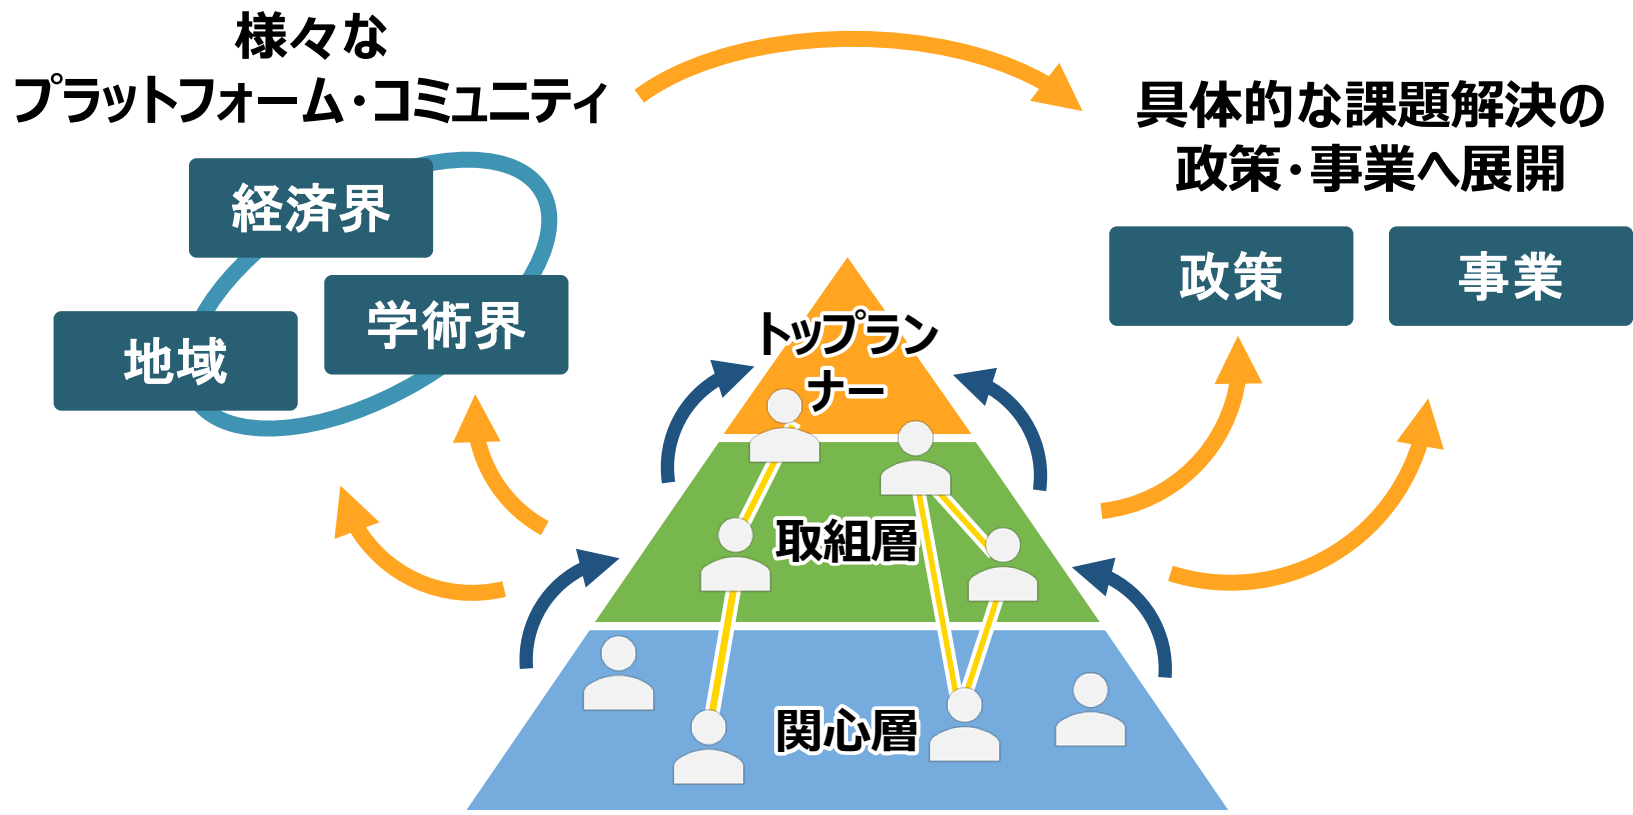 様々な
プラットフォーム・コミュニティ
経済界
学術界
地域
具体的な課題解決の
政策・事業へ展開
政策
事業
トップラン
ナー
取組層
関心層